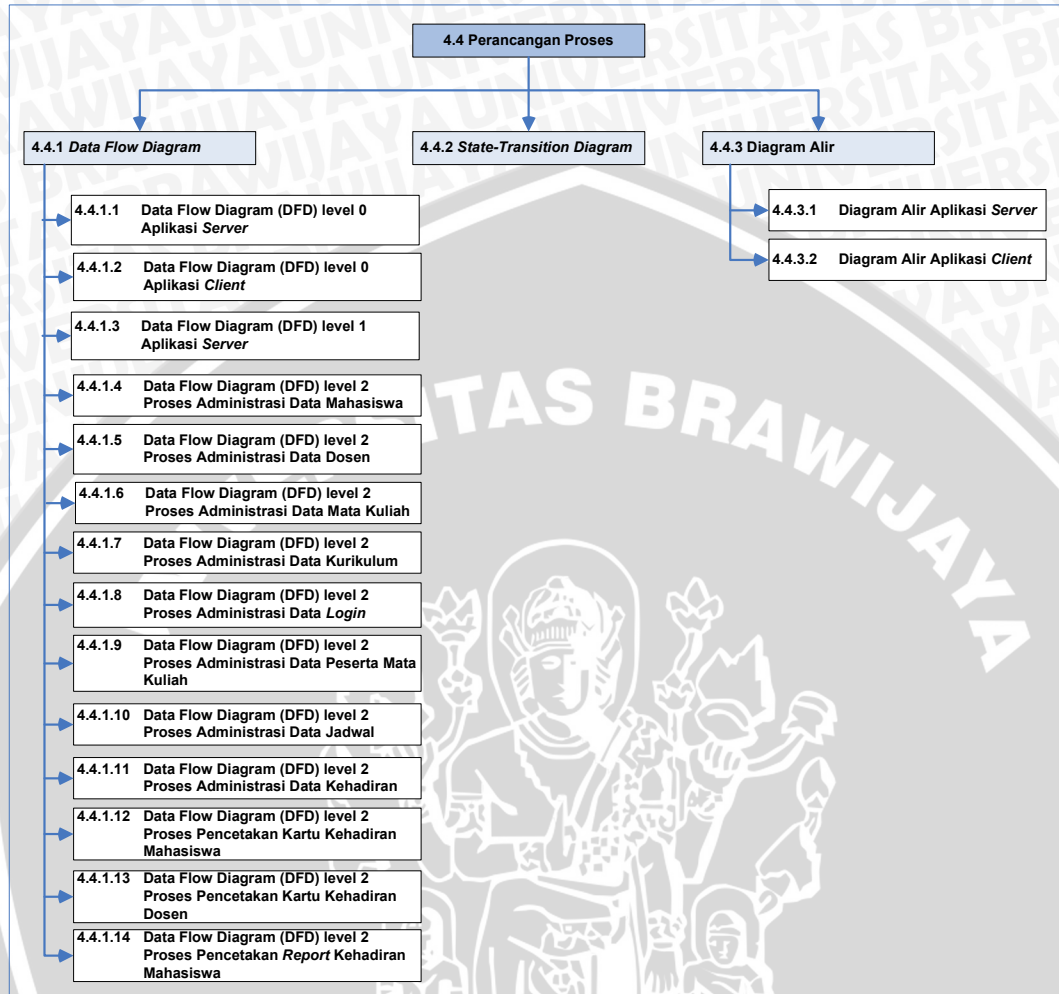 4.4 Perancangan Proses
4.4.1 Data Flow Diagram
4.4.2 State-Transition Diagram
4.4.3 Diagram Alir
4.4.1.1 Data Flow Diagram (DFD) level 0
Aplikasi Server
4.4.1.2 Data Flow Diagram (DFD) level 0
Aplikasi Client
4.4.1.3 Data Flow Diagram (DFD) level 1
Aplikasi Server
4.4.1.4 Data Flow Diagram (DFD) level 2
Proses Administrasi Data Mahasiswa
4.4.1.5 Data Flow Diagram (DFD) level 2
Proses Administrasi Data Dosen
4.4.1.6 Data Flow Diagram (DFD) level 2
Proses Administrasi Data Mata Kuliah
4.4.1.7 Data Flow Diagram (DFD) level 2
Proses Administrasi Data Kurikulum
4.4.1.8 Data Flow Diagram (DFD) level 2
Proses Administrasi Data Login
4.4.1.9 Data Flow Diagram (DFD) level 2
Proses Administrasi Data Peserta Mata
Kuliah
4.4.1.10 Data Flow Diagram (DFD) level 2
Proses Administrasi Data Jadwal
4.4.1.11 Data Flow Diagram (DFD) level 2
Proses Administrasi Data Kehadiran
4.4.1.12 Data Flow Diagram (DFD) level 2
Proses Pencetakan Kartu Kehadiran
Mahasiswa
4.4.1.13 Data Flow Diagram (DFD) level 2
Proses Pencetakan Kartu Kehadiran
Dosen
4.4.1.14 Data Flow Diagram (DFD) level 2
Proses Pencetakan Report Kehadiran
Mahasiswa
4.4.3.1 Diagram Alir Aplikasi Server
4.4.3.2 Diagram Alir Aplikasi Client
BRAWIJAYA